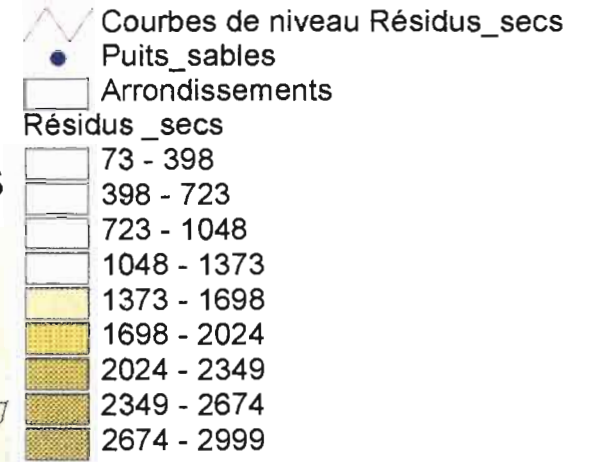 Courbes de niveau Résidus_secs
Puits_sables
Arrondissements
Résidus _secs
73 - 398
398 - 723
723 - 1048
1048 - 1373
1373 - 1698
1698 - 2024
2024 - 2349
2349 - 2674
2674 - 2999